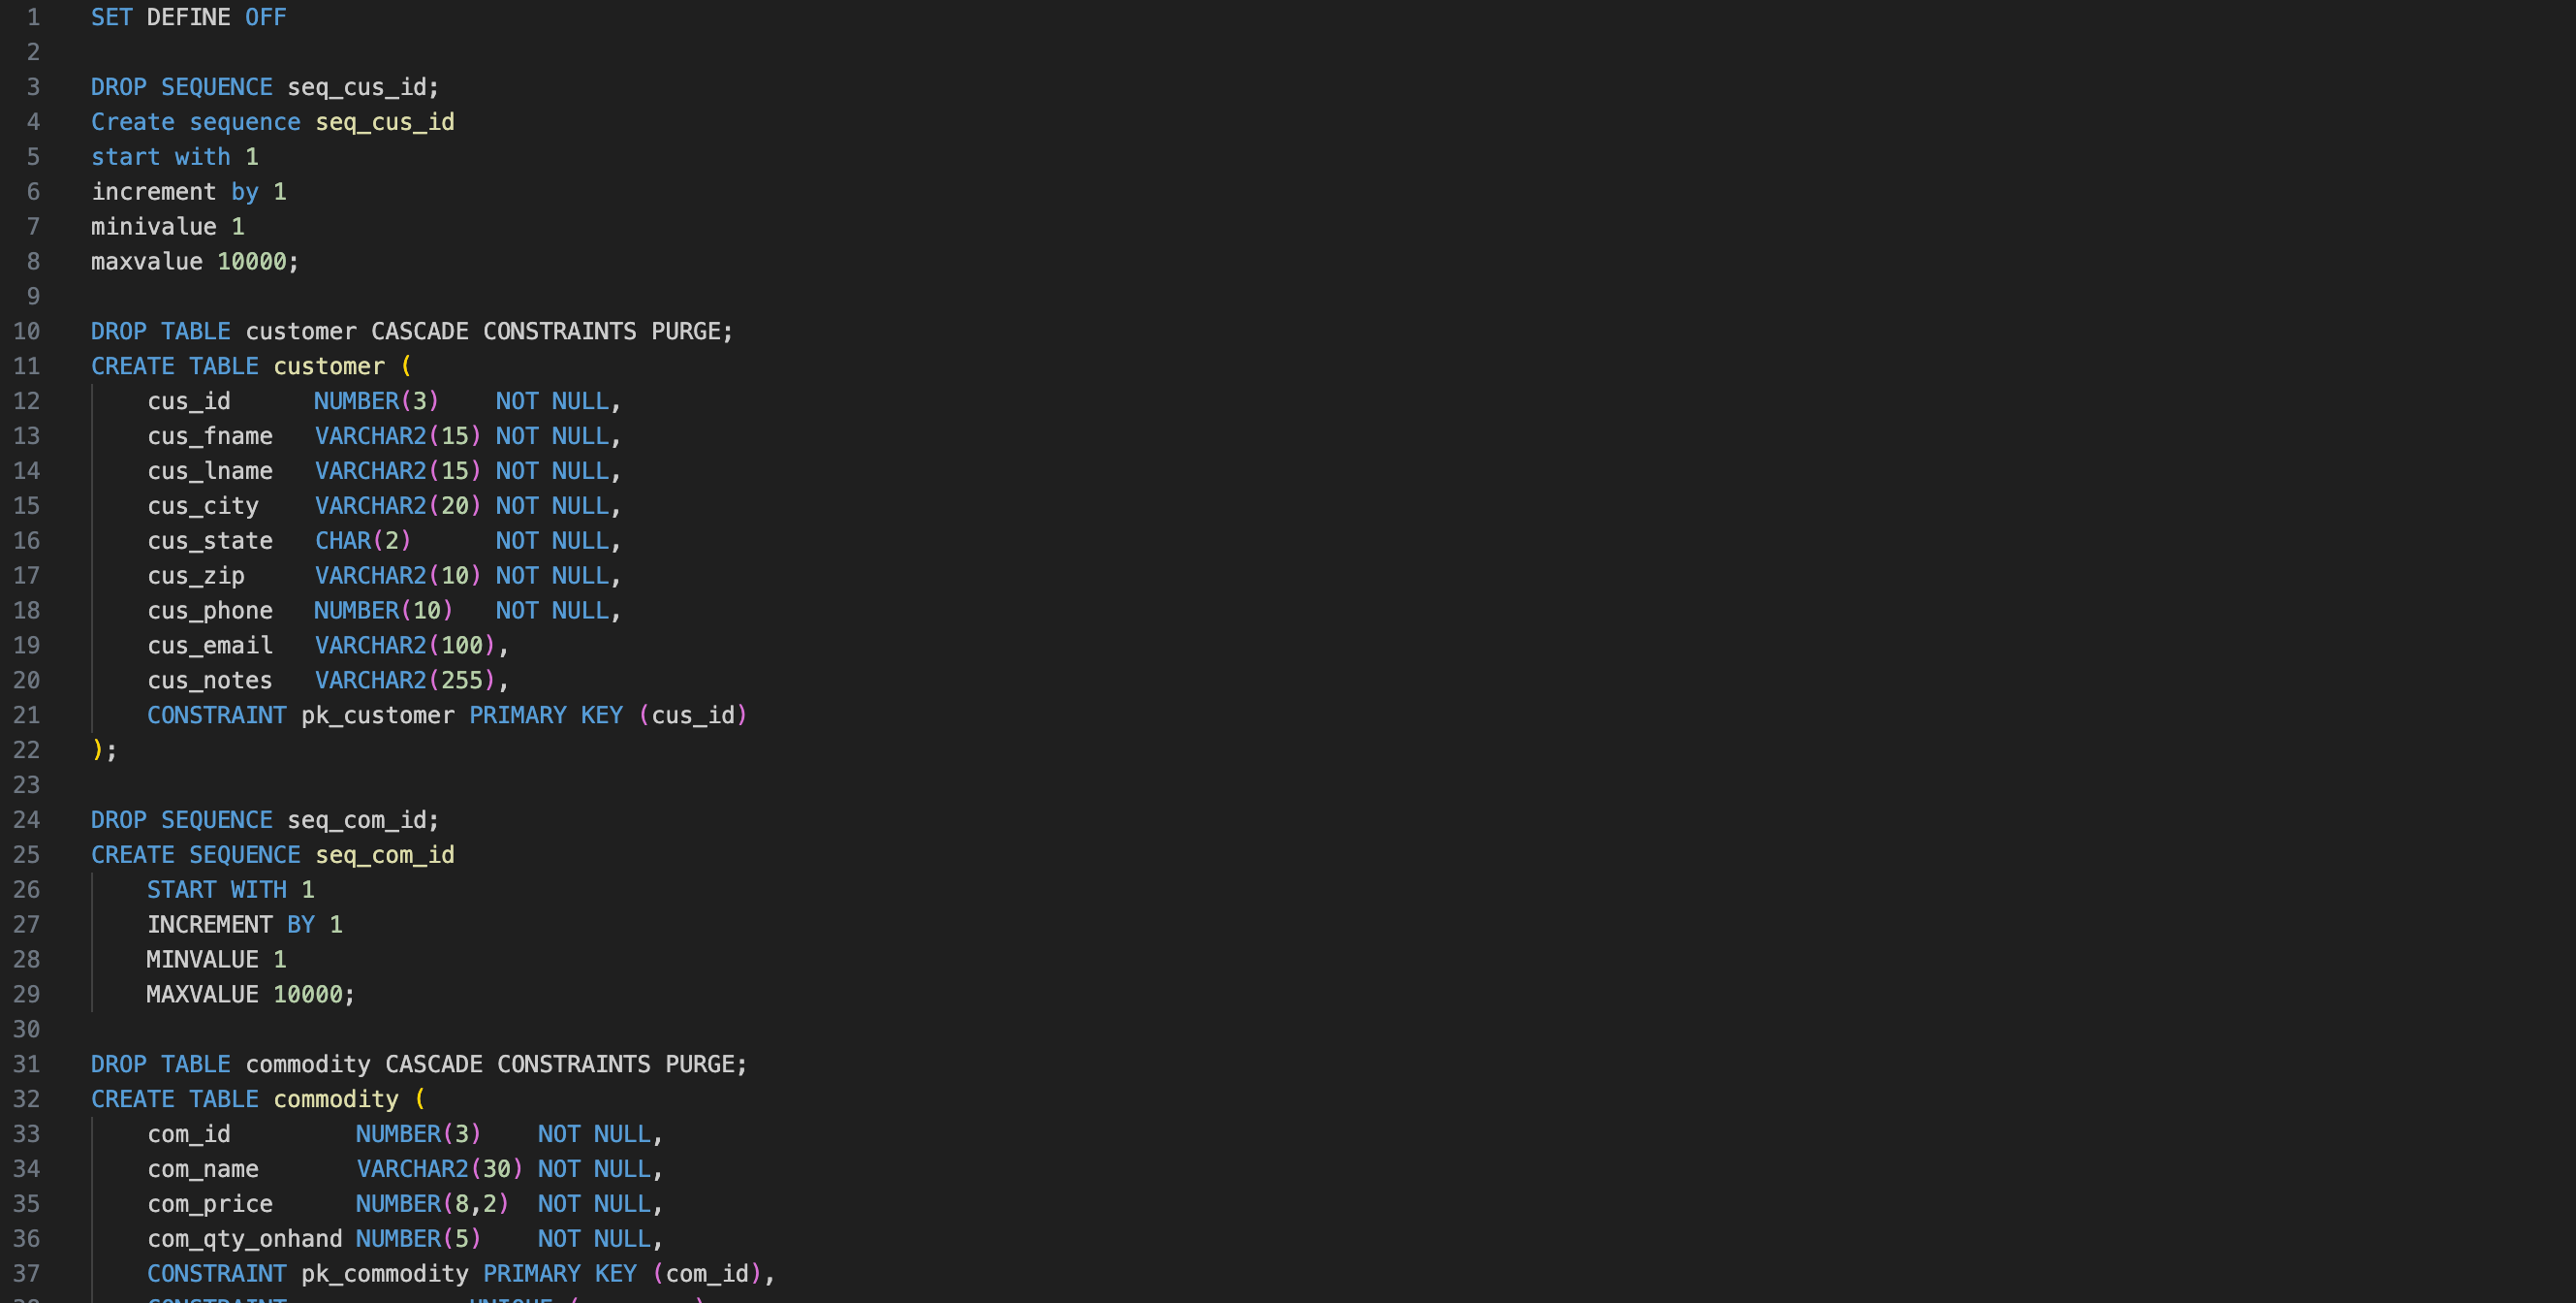 1 SET DEFINE OFF
2
3 DROP SEQUENCE seq_cus_id;
4 Create sequence seq_cus_id
5 start with 1
6 increment by 1
7 minivalue 1
8 maxvalue 10000;
9
10 DROP TABLE customer CASCADE CONSTRAINTS PURGE;
11 CREATE TABLE customer (
12 cus_id NUMBER(3) NOT NULL,
13 cus_fname VARCHAR2(15) NOT NULL,
14 cus_lname VARCHAR2(15) NOT NULL,
15 cus_city VARCHAR2(20) NOT NULL,
16 cus_state CHAR(2) NOT NULL,
17 cus_zip VARCHAR2(10) NOT NULL,
18 cus_phone NUMBER(10) NOT NULL,
19 cus_email VARCHAR2(100),
20 cus_notes VARCHAR2(255),
21 CONSTRAINT pk_customer PRIMARY KEY (cus_id)
22 );
23
24 DROP SEQUENCE seq_com_id;
25 CREATE SEQUENCE seq_com_id
26 START WITH 1
27 INCREMENT BY 1
28 MINVALUE 1
29 MAXVALUE 10000;
30
31 DROP TABLE commodity CASCADE CONSTRAINTS PURGE;
32 CREATE TABLE commodity (
33 com_id NUMBER(3) NOT NULL,
34 com_name VARCHAR2(30) NOT NULL,
35 com_price NUMBER(8,2) NOT NULL,
36 com_qty_onhand NUMBER(5) NOT NULL,
37 CONSTRAINT pk_commodity PRIMARY KEY (com_id),
38 CONSTRAINT UNIQUE (